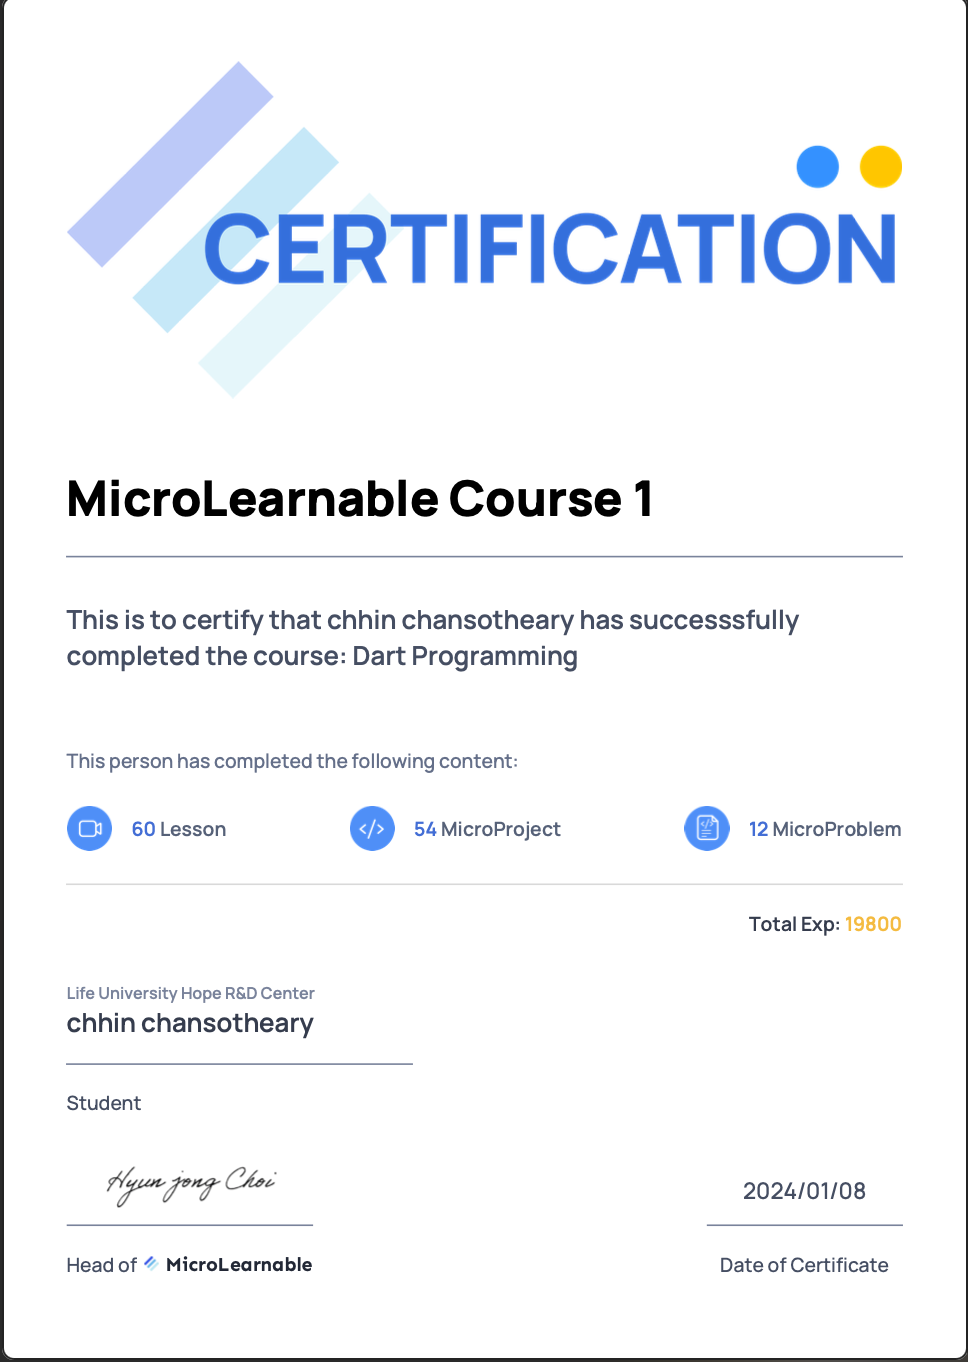 CERTIFICATION
MicroLearnable Course 1
This is to certify that chhin chansotheary has successsfully
completed the course: Dart Programming
This person has completed the following content:
60 Lesson
54 MicroProject
12 MicroProblem
Total Exp: 19800
Life University Hope R&D Center
chhin chansotheary
Student
Hyun jong Choi
2024/01/08
Head of MicroLearnable
Date of Certificate